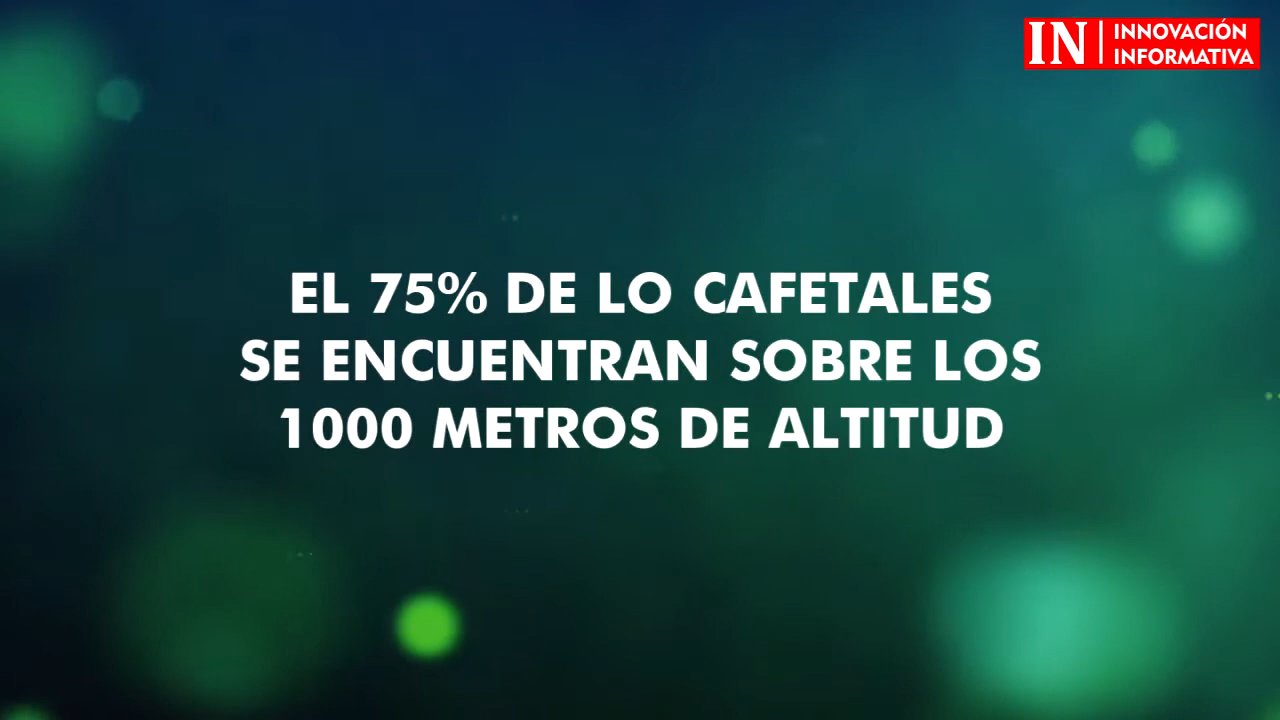 IN INNOVACIÓN
INFORMATIVA
EL 75% DE LO CAFETALES
SE ENCUENTRAN SOBRE LOS
1000 METROS DE ALTITUD